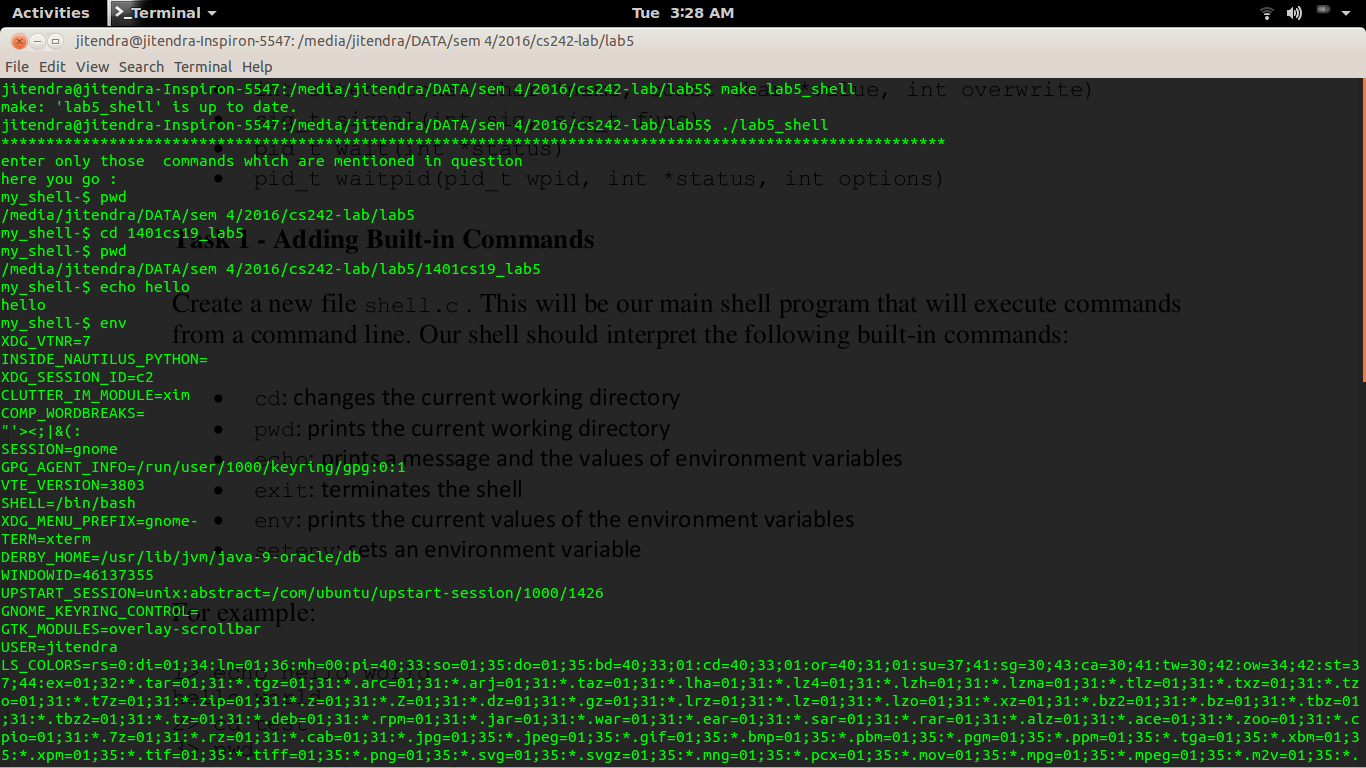 Activities Terminal Tue 3:28 AM
jitendra@jitendra-Inspiron-5547: /media/jitendra/DATA/sem 4/2016/cs242-lab/lab5
File Edit View Search Terminal Help
jitendra@jitendra-Inspiron-5547:/media/jitendra/DATA/sem 4/2016/cs242-lab/lab5$ make lab5_shell
int overwrite)
make: 'lab5_shell' is up to date.
jitendra@jitendra-Inspiron-5547:/media/jitendra/DATA/sem 4/2016/cs242-lab/lab5$ ./lab5_shell
*********************************************************************************************************
pid_t wait(int *status)
enter only those  commands which are mentioned in question
here you go :
pid_t waitpid(pid_t wpid, int *status, int options)
my_shell-$ pwd
/media/jitendra/DATA/sem 4/2016/cs242-lab/lab5
my_shell-$ cd 1401cs19_lab5
Task 1 - Adding Built-in Commands
my_shell-$ pwd
/media/jitendra/DATA/sem 4/2016/cs242-lab/lab5/1401cs19_lab5
my_shell-$ echo hello
hello
Create a new file shell.c. This will be our main shell program that will execute commands
my_shell-$ env
from a command line. Our shell should interpret the following built-in commands:
XDG_VTNR=7
INSIDE_NAUTILUS_PYTHON=
XDG_SESSION_ID=c2
CLUTTER_IM_MODULE=xim
• cd: changes the current working directory
COMP_WORDBREAKS=
"'><;|&(:
• pwd: prints the current working directory
SESSION=gnome
• echo: prints a message and the values of environment variables
GPG_AGENT_INFO=/run/user/1000/keyring/gpg:0:1
VTE_VERSION=3803
• exit: terminates the shell
SHELL=/bin/bash
XDG_MENU_PREFIX=gnome-
• env: prints the current values of the environment variables
TERM=xterm
• setenv: sets an environment variable
DERBY_HOME=/usr/lib/jvm/java-9-oracle/db
WINDOWID=46137355
UPSTART_SESSION=unix:abstract=/com/ubuntu/upstart-session/1000/1426
GNOME_KEYRING_CONTROL=
For example:
GTK_MODULES=overlay-scrollbar
USER=jitendra
LS_COLORS=rs=0:di=01;34:ln=01;36:mh=00:pi=40;33:so=01;35:do=01;35:bd=40;33;01:cd=40;33;01:or=40;31;01:su=37;41:sg=30;43:ca=30;41:tw=30;42:ow=34;42:st=3
7;44:ex=01;32:*.tar=01;31:*.tgz=01;31:*.arc=01;31:*.arj=01;31:*.taz=01;31:*.lha=01;31:*.lz4=01;31:*.lzh=01;31:*.lzma=01;31:*.tlz=01;31:*.txz=01;31:*.tz
o=01;31:*.t7z=01;31:*.zip=01;31:*.z=01;31:*.Z=01;31:*.dz=01;31:*.gz=01;31:*.lrz=01;31:*.lz=01;31:*.lzo=01;31:*.xz=01;31:*.bz2=01;31:*.bz=01;31:*.tbz=01
;31:*.tbz2=01;31:*.tz=01;31:*.deb=01;31:*.rpm=01;31:*.jar=01;31:*.war=01;31:*.ear=01;31:*.sar=01;31:*.rar=01;31:*.alz=01;31:*.ace=01;31:*.zoo=01;31:*.c
pio=01;31:*.7z=01;31:*.rz=01;31:*.cab=01;31:*.jpg=01;35:*.jpeg=01;35:*.gif=01;35:*.bmp=01;35:*.pbm=01;35:*.pgm=01;35:*.ppm=01;35:*.tga=01;35:*.xbm=01;3
5:*.xpm=01;35:*.tif=01;35:*.tiff=01;35:*.png=01;35:*.svg=01;35:*.svgz=01;35:*.mng=01;35:*.pcx=01;35:*.mov=01;35:*.mpg=01;35:*.mpeg=01;35:*.m2v=01;35:*.